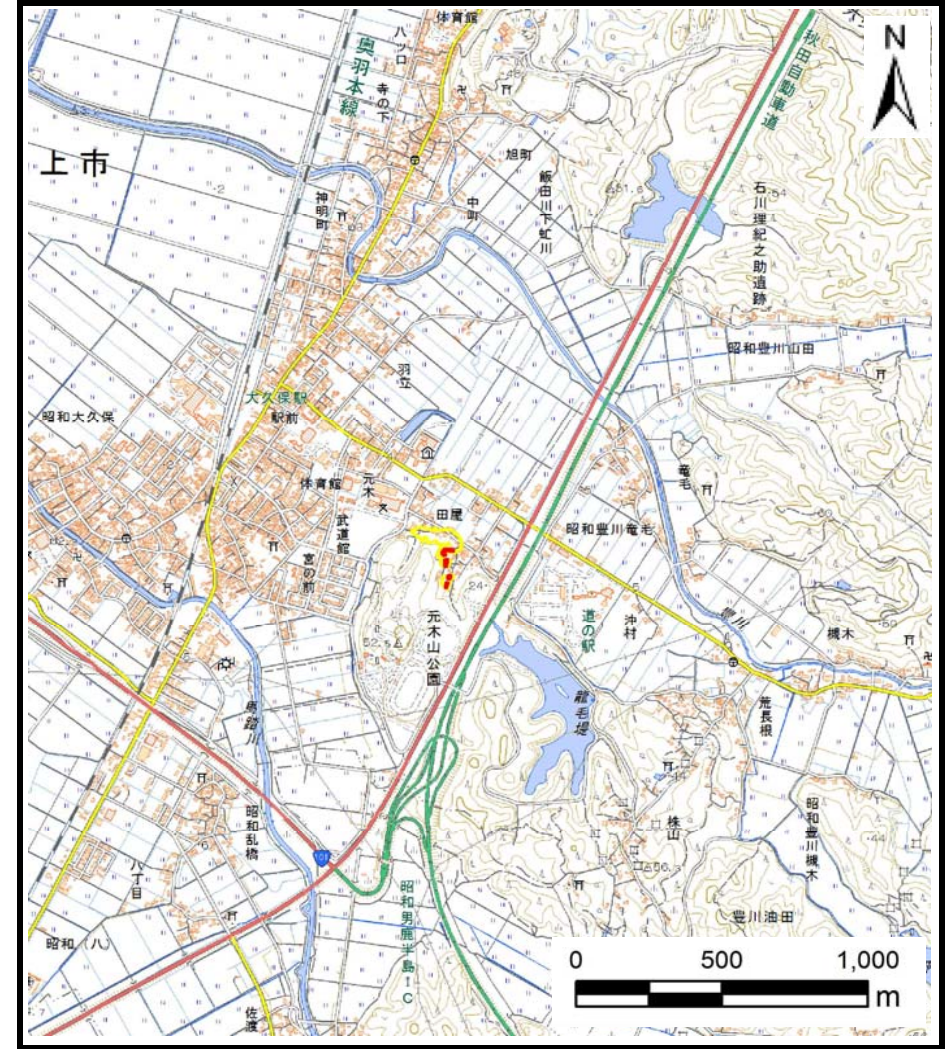 体育館
八ツ口
奥羽本線
寺の下
秋田自動車道
N
上市
旭町
飯田川下虻川
神明町
中町
石川理紀之助遺跡
昭和豊川山田
羽立
大久保駅
駅前
昭和大久保
体育館
元木
武道館
田屋
昭和豊川竜毛
竜毛
宮の前
元木山公園
道の駅
沖村
豊川
槻木
龍毛堤
荒長根
馬踏川
昭和乱橋
101
株山
昭和豊川槻木
八丁目
昭和男鹿半島IC
豊川油田
昭和(八)
佐渡
0 500 1,000
m